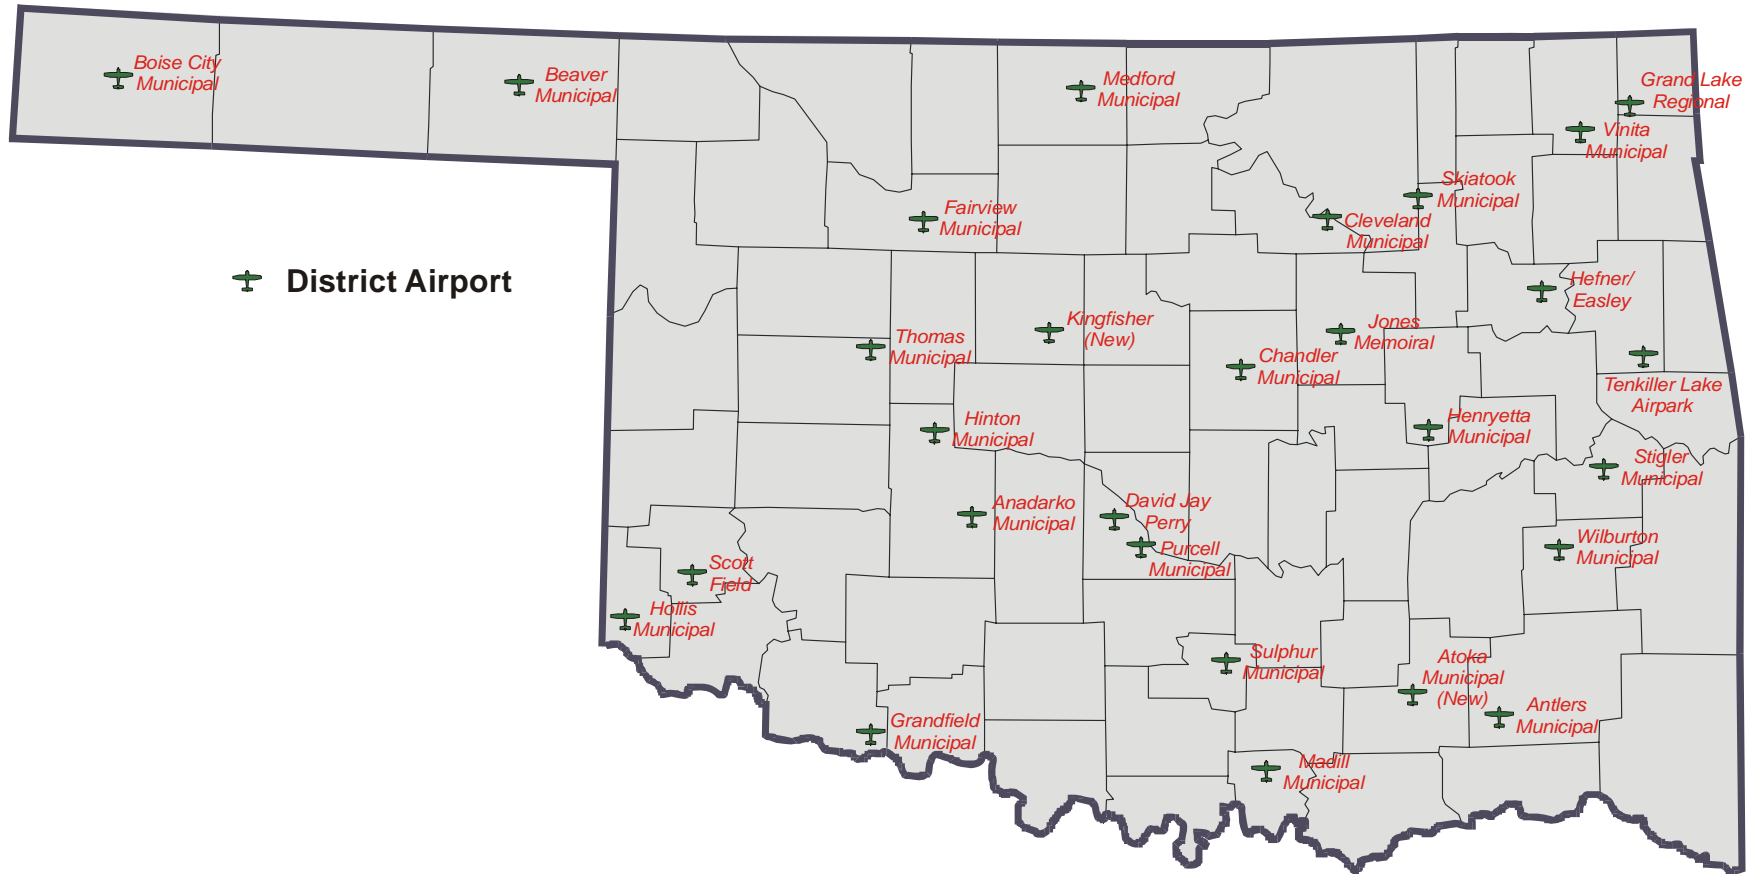 Boise City
Municipal
Beaver
Municipal
Medford
Municipal
Grand Lake
Regional
Vinita
Municipal
Skiatook
Municipal
Fairview
Municipal
Cleveland
Municipal
District Airport
Hefner/
Easley
Kingfisher
(New)
Jones
Memoiral
Thomas
Municipal
Chandler
Municipal
Tenkiller Lake
Airpark
Hinton
Municipal
Henryetta
Municipal
Stigler
Municipal
Anadarko
Municipal
David Jay
Perry
Purcell
Municipal
Wilburton
Municipal
Scott
Field
Hollis
Municipal
Sulphur
Municipal
Atoka
Municipal
(New)
Antlers
Municipal
Grandfield
Municipal
Madill
Municipal